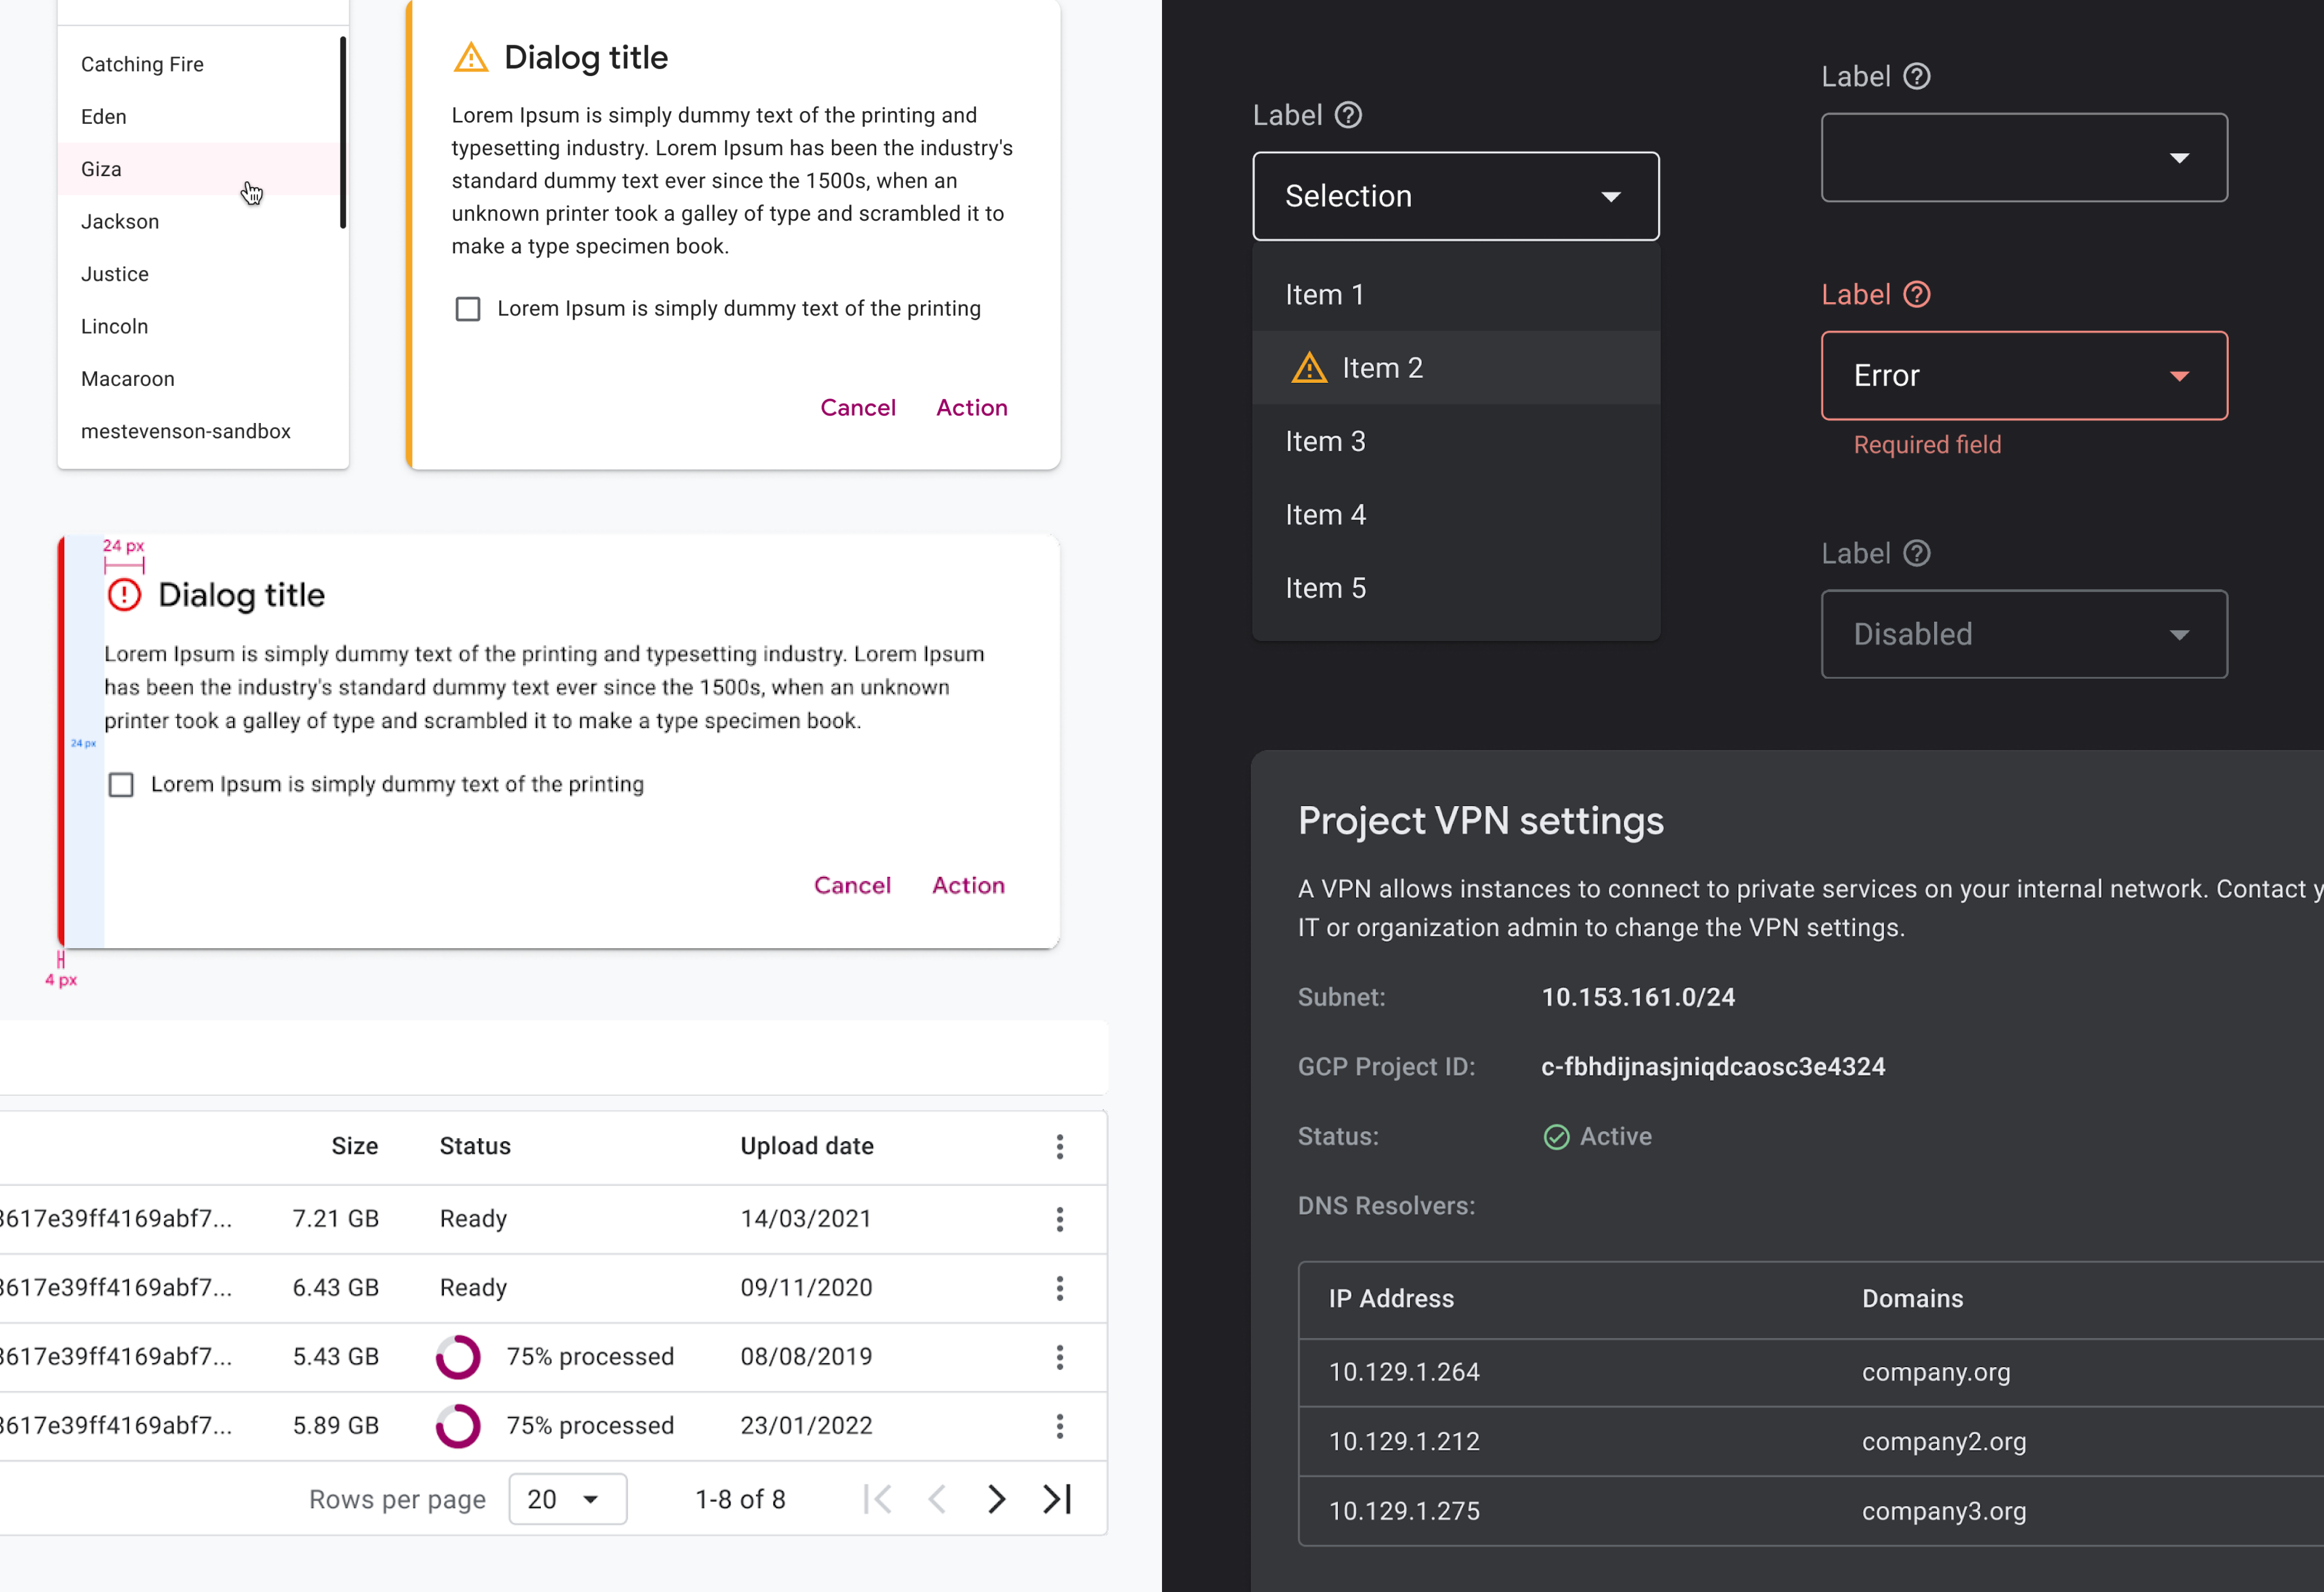 Catching Fire
Eden
Giza
Jackson
Justice
Lincoln
Macaroon
mestevenson-sandbox
Dialog title
Lorem Ipsum is simply dummy text of the printing and
typesetting industry. Lorem Ipsum has been the industry's
standard dummy text ever since the 1500s, when an
unknown printer took a galley of type and scrambled it to
make a type specimen book.
Lorem Ipsum is simply dummy text of the printing
Cancel Action
24 px
Dialog title
Lorem Ipsum is simply dummy text of the printing and typesetting industry. Lorem Ipsum
has been the industry's standard dummy text ever since the 1500s, when an unknown
printer took a galley of type and scrambled it to make a type specimen book.
24 px
Lorem Ipsum is simply dummy text of the printing
Cancel Action
4 px
Size Status Upload date
3617e39ff4169abf7... 7.21 GB Ready 14/03/2021
3617e39ff4169abf7... 6.43 GB Ready 09/11/2020
3617e39ff4169abf7... 5.43 GB 75% processed 08/08/2019
3617e39ff4169abf7... 5.89 GB 75% processed 23/01/2022
Rows per page 20 1-8 of 8
Label
Selection
Item 1
Item 2
Item 3
Item 4
Item 5
Label
Label
Error
Required field
Label
Disabled
Project VPN settings
A VPN allows instances to connect to private services on your internal network. Contact y
IT or organization admin to change the VPN settings.
Subnet: 10.153.161.0/24
GCP Project ID: c-fbhdijnasjniqdcaosc3e4324
Status: Active
DNS Resolvers:
IP Address Domains
10.129.1.264 company.org
10.129.1.212 company2.org
10.129.1.275 company3.org